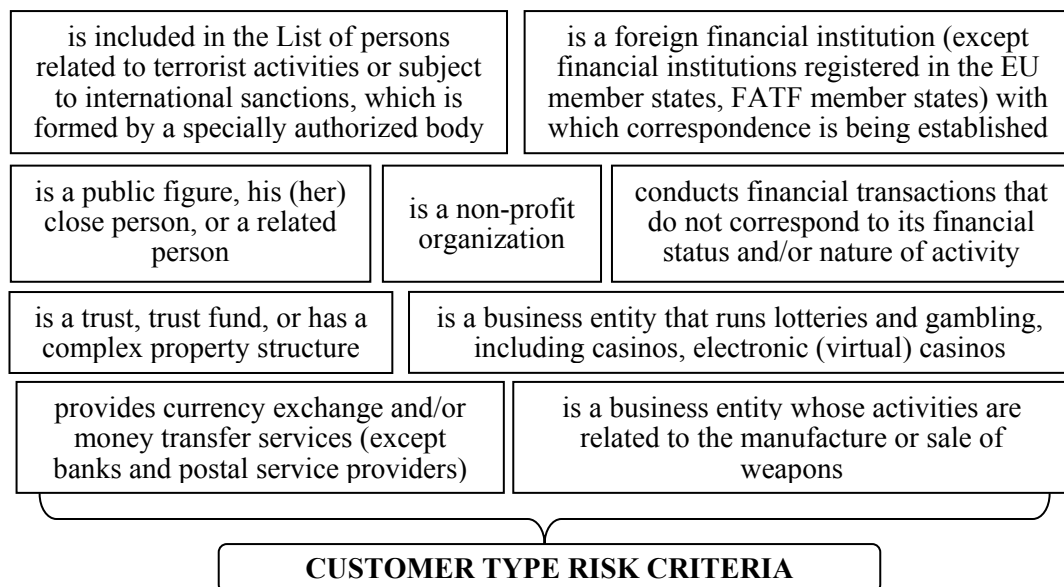 is included in the List of persons
related to terrorist activities or subject
to international sanctions, which is
formed by a specially authorized body
is a foreign financial institution (except
financial institutions registered in the EU
member states, FATF member states) with
which correspondence is being established
is a public figure, his (her)
close person, or a related
person
is a non-profit
organization
conducts financial transactions that
do not correspond to its financial
status and/or nature of activity
is a trust, trust fund, or has a
complex property structure
is a business entity that runs lotteries and gambling,
including casinos, electronic (virtual) casinos
provides currency exchange and/or
money transfer services (except
banks and postal service providers)
is a business entity whose activities are
related to the manufacture or sale of
weapons
CUSTOMER TYPE RISK CRITERIA